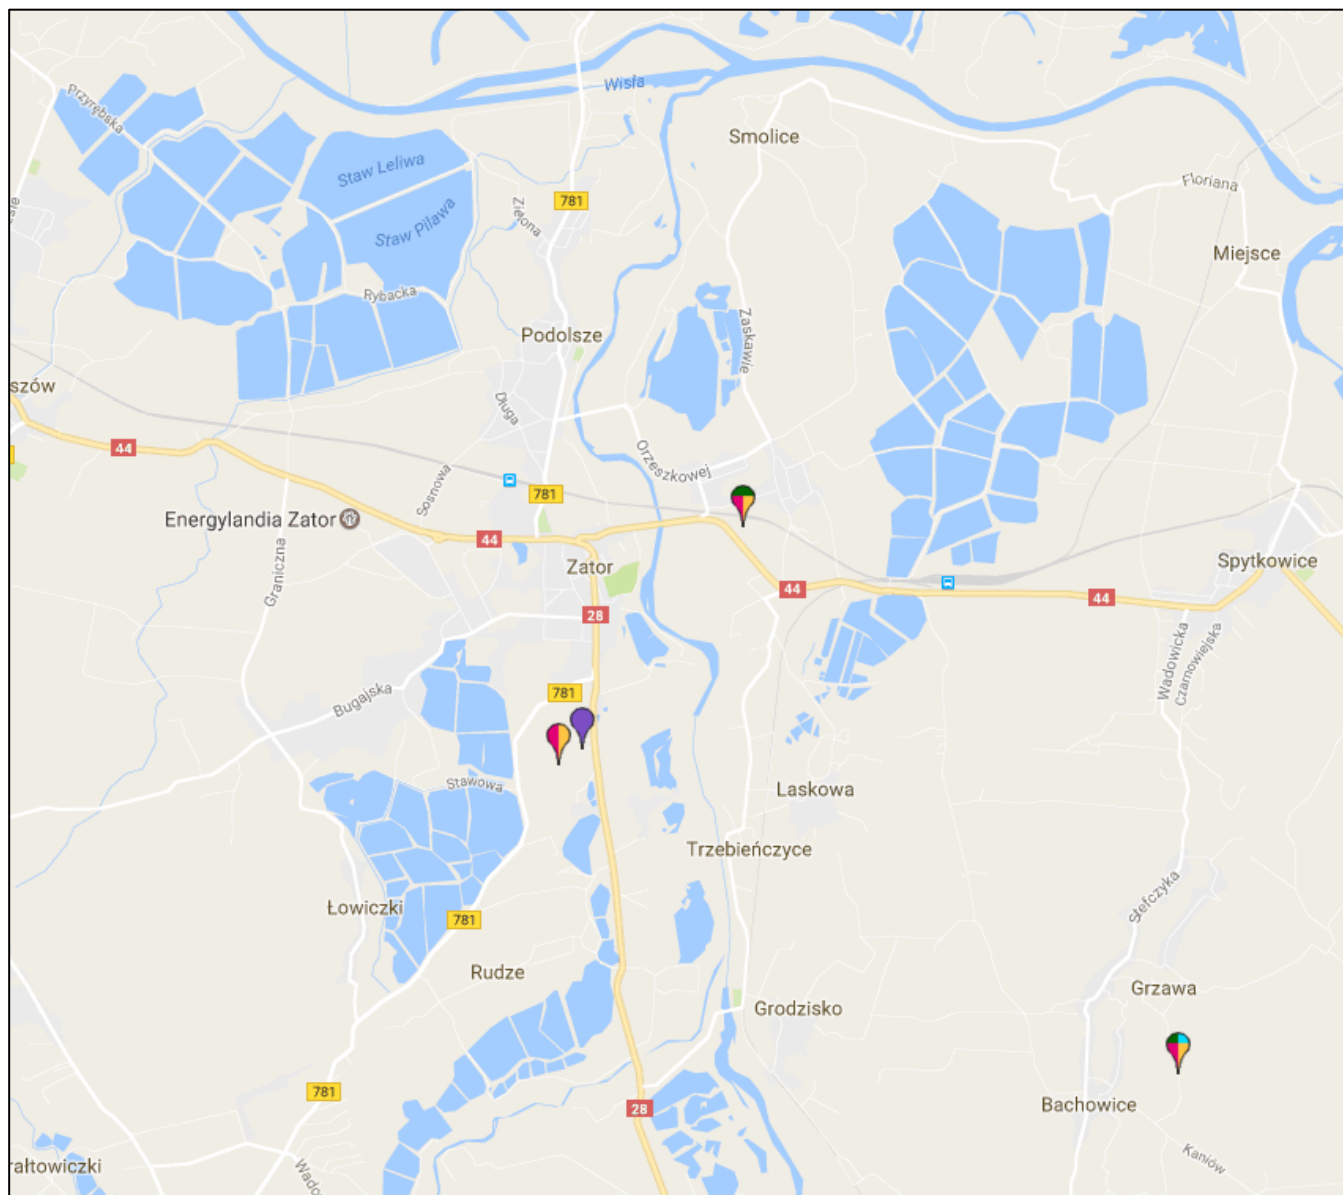 Wisła
Przyrębska
Smolice
Staw Leliwa
Floriana
781
Zielona
Staw Pilawa
Miejsce
Rybacka
Zaskawie
Podolsze
szów
Długa
44
Orzeszkowej
Sosnowa
781
Energylandia Zator
44
Graniczna
Zator
Spytkowice
44
44
28
Wadowicka
Czarnowiejska
781
Bugajska
Stawowa
Laskowa
Trzebieńczyce
Stefczyka
Łowiczki
781
Rudze
Grzawa
Grodzisko
781
28
Bachowice
Kaniów
rałtowiczki
Wado